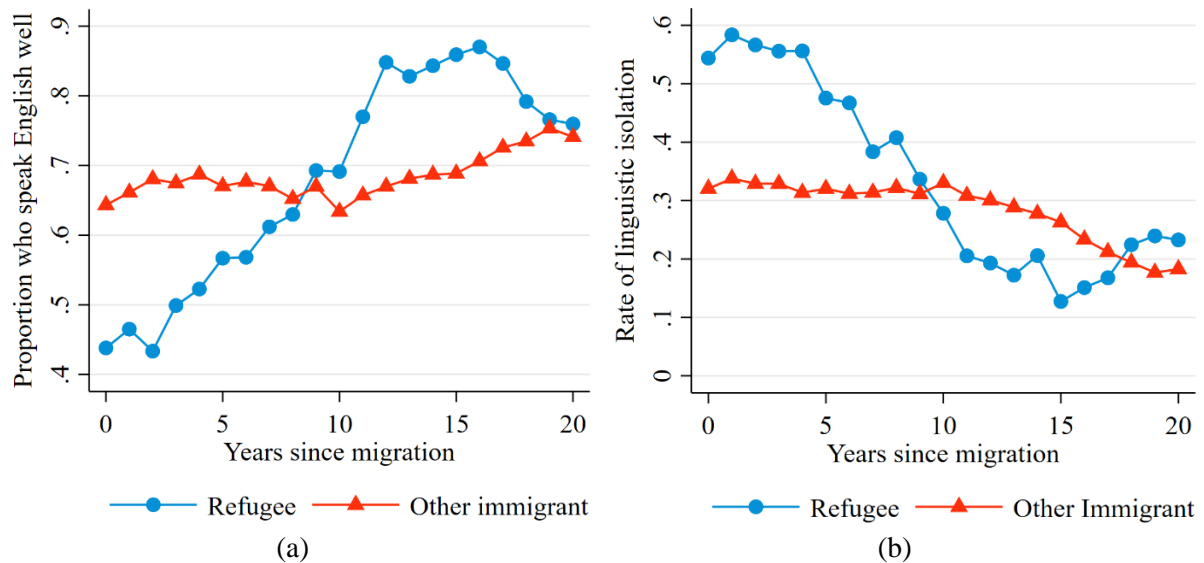 Proportion who speak English well
.9
.8
.7
.6
.5
.4
0 5 10 15 20
Years since migration
Refugee Other immigrant
(a)
Rate of linguistic isolation
.6
.5
.4
.3
.2
.1
0
0 5 10 15 20
Years since migration
Refugee Other Immigrant
(b)